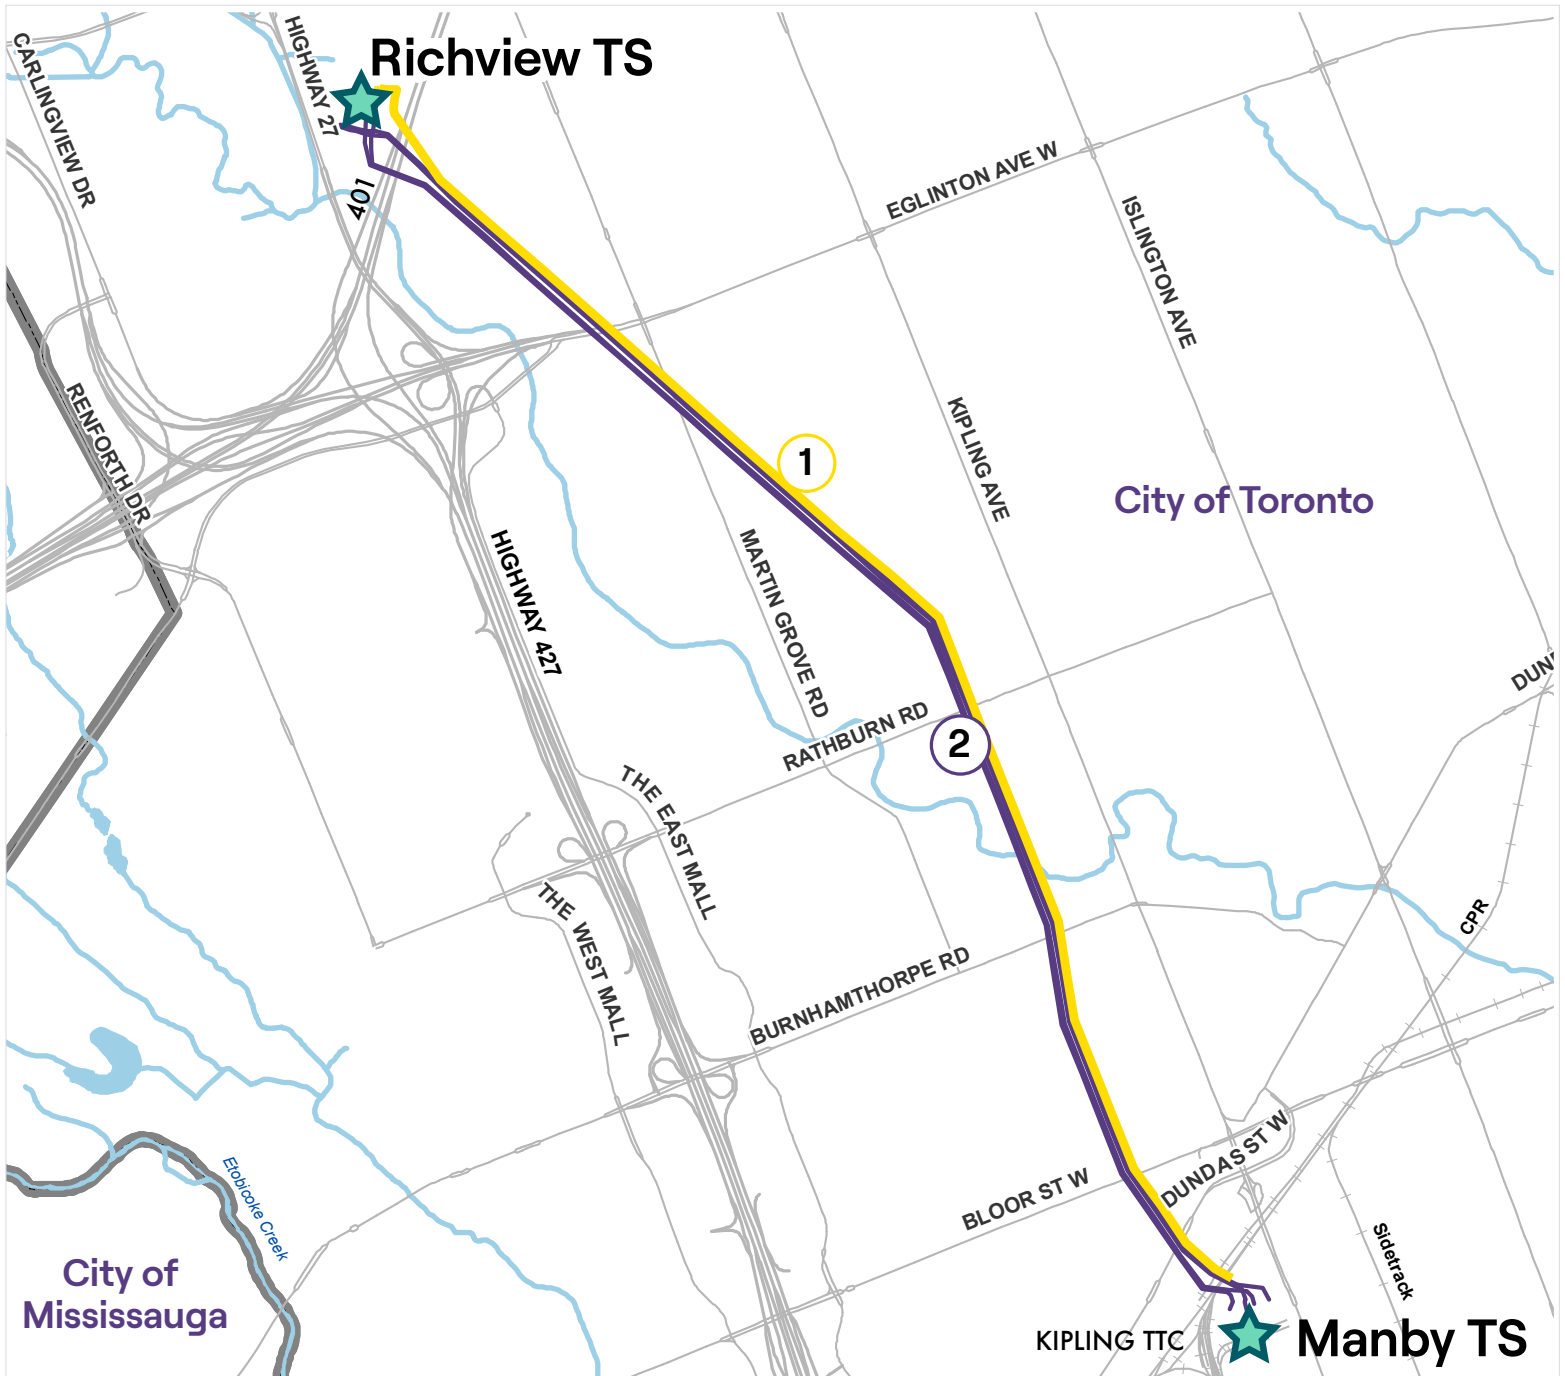 CARLINGVIEW DR
HIGHWAY 27
Richview TS
401
EGLINTON AVE W
ISLINGTON AVE
RENFORTH DR
KIPLING AVE
1
City of Toronto
HIGHWAY 427
MARTIN GROVE RD
DUN
RATHBURN RD
2
THE EAST MALL
THE WEST MALL
CPR
BURNHAMTHORPE RD
Etobicoke Creek
DUNDAS ST W
BLOOR ST W
Sidetrack
City of
Mississauga
KIPLING TTC
Manby TS